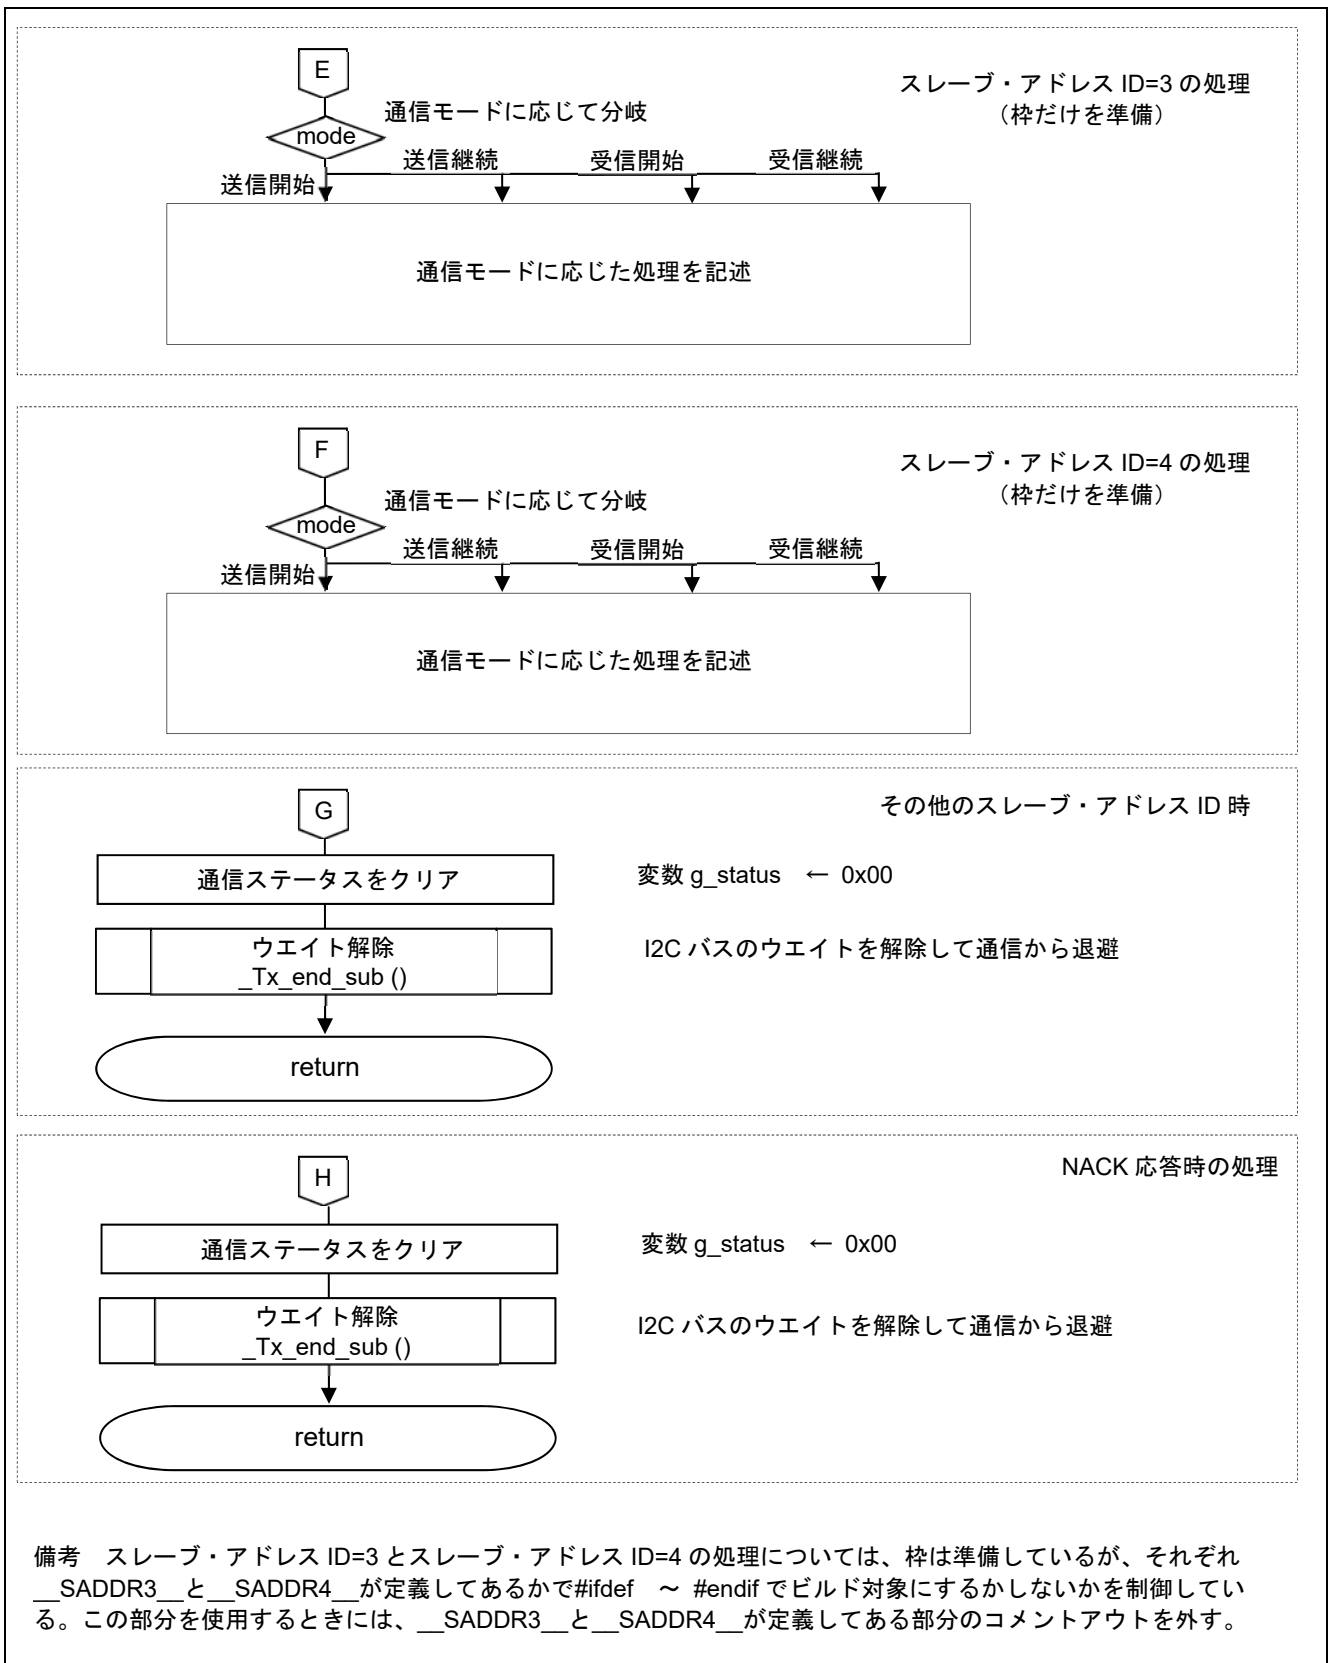 E
スレーブ・アドレス ID=3 の処理
（枠だけを準備）
通信モードに応じて分岐
mode
送信継続
受信開始
受信継続
送信開始
通信モードに応じた処理を記述
F
スレーブ・アドレス ID=4 の処理
（枠だけを準備）
通信モードに応じて分岐
mode
送信継続
受信開始
受信継続
送信開始
通信モードに応じた処理を記述
G
その他のスレーブ・アドレス ID 時
通信ステータスをクリア
変数 g_status ← 0x00
ウエイト解除
_Tx_end_sub ()
I2C バスのウエイトを解除して通信から退避
return
H
NACK 応答時の処理
通信ステータスをクリア
変数 g_status ← 0x00
ウエイト解除
_Tx_end_sub ()
I2C バスのウエイトを解除して通信から退避
return
備考　スレーブ・アドレス ID=3 とスレーブ・アドレス ID=4 の処理については、枠は準備しているが、それぞれ
__SADDR3__と__SADDR4__が定義してあるかで#ifdef　～ #endif でビルド対象にするかしないかを制御してい
る。この部分を使用するときには、__SADDR3__と__SADDR4__が定義してある部分のコメントアウトを外す。